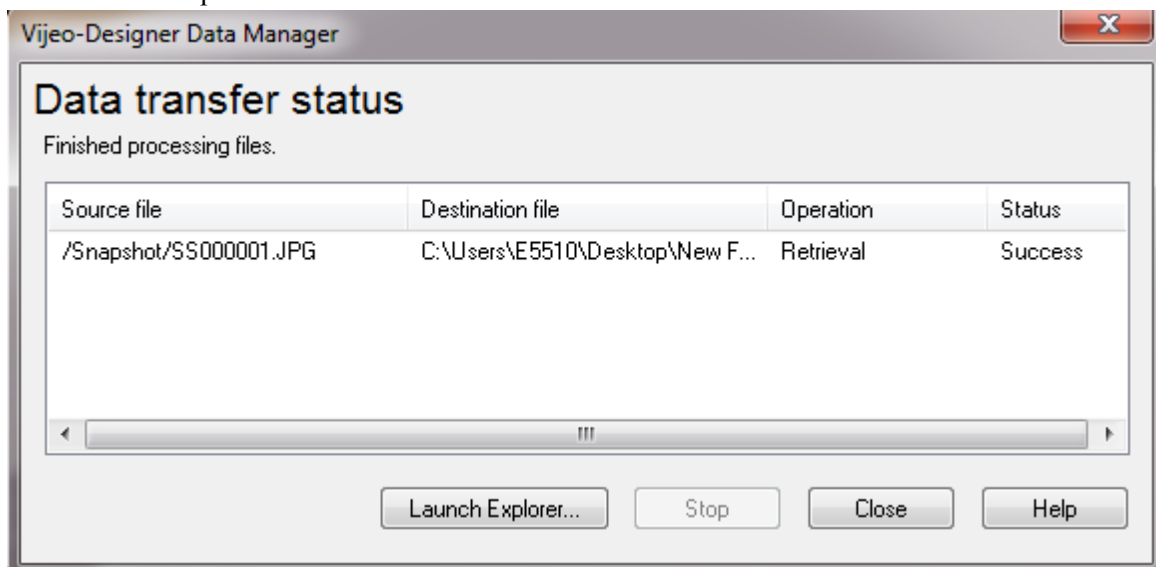 Vijeo-Designer Data Manager
Data transfer status
Finished processing files.
Source file Destination file Operation Status
/Snapshot/SS000001.JPG C:\Users\E5510\Desktop\New F... Retrieval Success
Launch Explorer... Stop Close Help